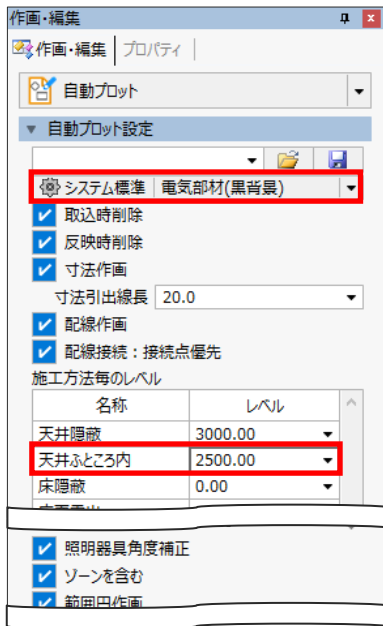 作画・編集
作画・編集 プロパティ
自動プロット
自動プロット設定
システム標準 電気部材(黒背景)
取込時削除
反映時削除
寸法作画
寸法引出線長 20.0
配線作画
配線接続：接続点優先
施工方法毎のレベル
名称 レベル
天井隠蔽 3000.00
天井ふところ内 2500.00
床隠蔽 0.00
照明器具角度補正
ゾーンを含む
範囲円作画